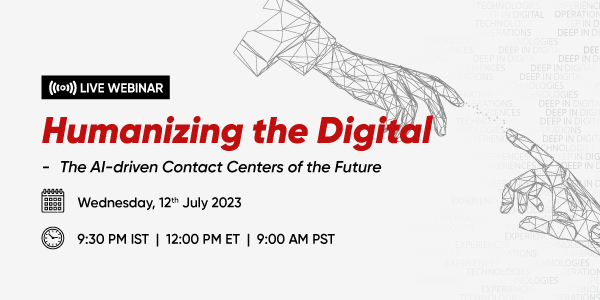 LIVE WEBINAR
Humanizing the Digital
- The AI-driven Contact Centers of the Future
Wednesday, 12th July 2023
9:30 PM IST | 12:00 PM ET | 9:00 AM PST